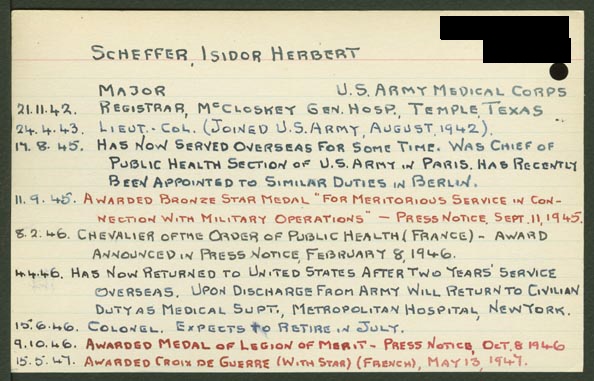 SCHEFFER, ISIDOR HERBERT
MAJOR U.S. ARMY MEDICAL CORPS
21.11.42. REGISTRAR, MCCLOSKEY GEN. HOSP., TEMPLE, TEXAS
24.4.43. LIEUT.-COL. (JOINED U.S. ARMY, AUGUST, 1942).
17.8.45. HAS NOW SERVED OVERSEAS FOR SOME TIME. WAS CHIEF OF
PUBLIC HEALTH SECTION OF U.S. ARMY IN PARIS. HAS RECENTLY
BEEN APPOINTED TO SIMILAR DUTIES IN BERLIN.
11.9.45. AWARDED BRONZE STAR MEDAL "FOR MERITORIOUS SERVICE IN CON-
NECTION WITH MILITARY OPERATIONS" - PRESS NOTICE, SEPT. 11, 1945.
8.2.46. CHEVALIER OF THE ORDER OF PUBLIC HEALTH (FRANCE) - AWARD
ANNOUNCED IN PRESS NOTICE, FEBRUARY 8, 1946.
4.4.46. HAS NOW RETURNED TO UNITED STATES AFTER TWO YEARS' SERVICE
OVERSEAS. UPON DISCHARGE FROM ARMY WILL RETURN TO CIVILIAN
DUTY AS MEDICAL SUPT., METROPOLITAN HOSPITAL, NEW YORK.
15.6.46. COLONEL. EXPECTS TO RETIRE IN JULY.
9.10.46. AWARDED MEDAL OF LEGION OF MERIT - PRESS NOTICE, OCT. 8 1946
15.5.47. AWARDED CROIX DE GUERRE (WITH STAR) (FRENCH), MAY 13, 1947.